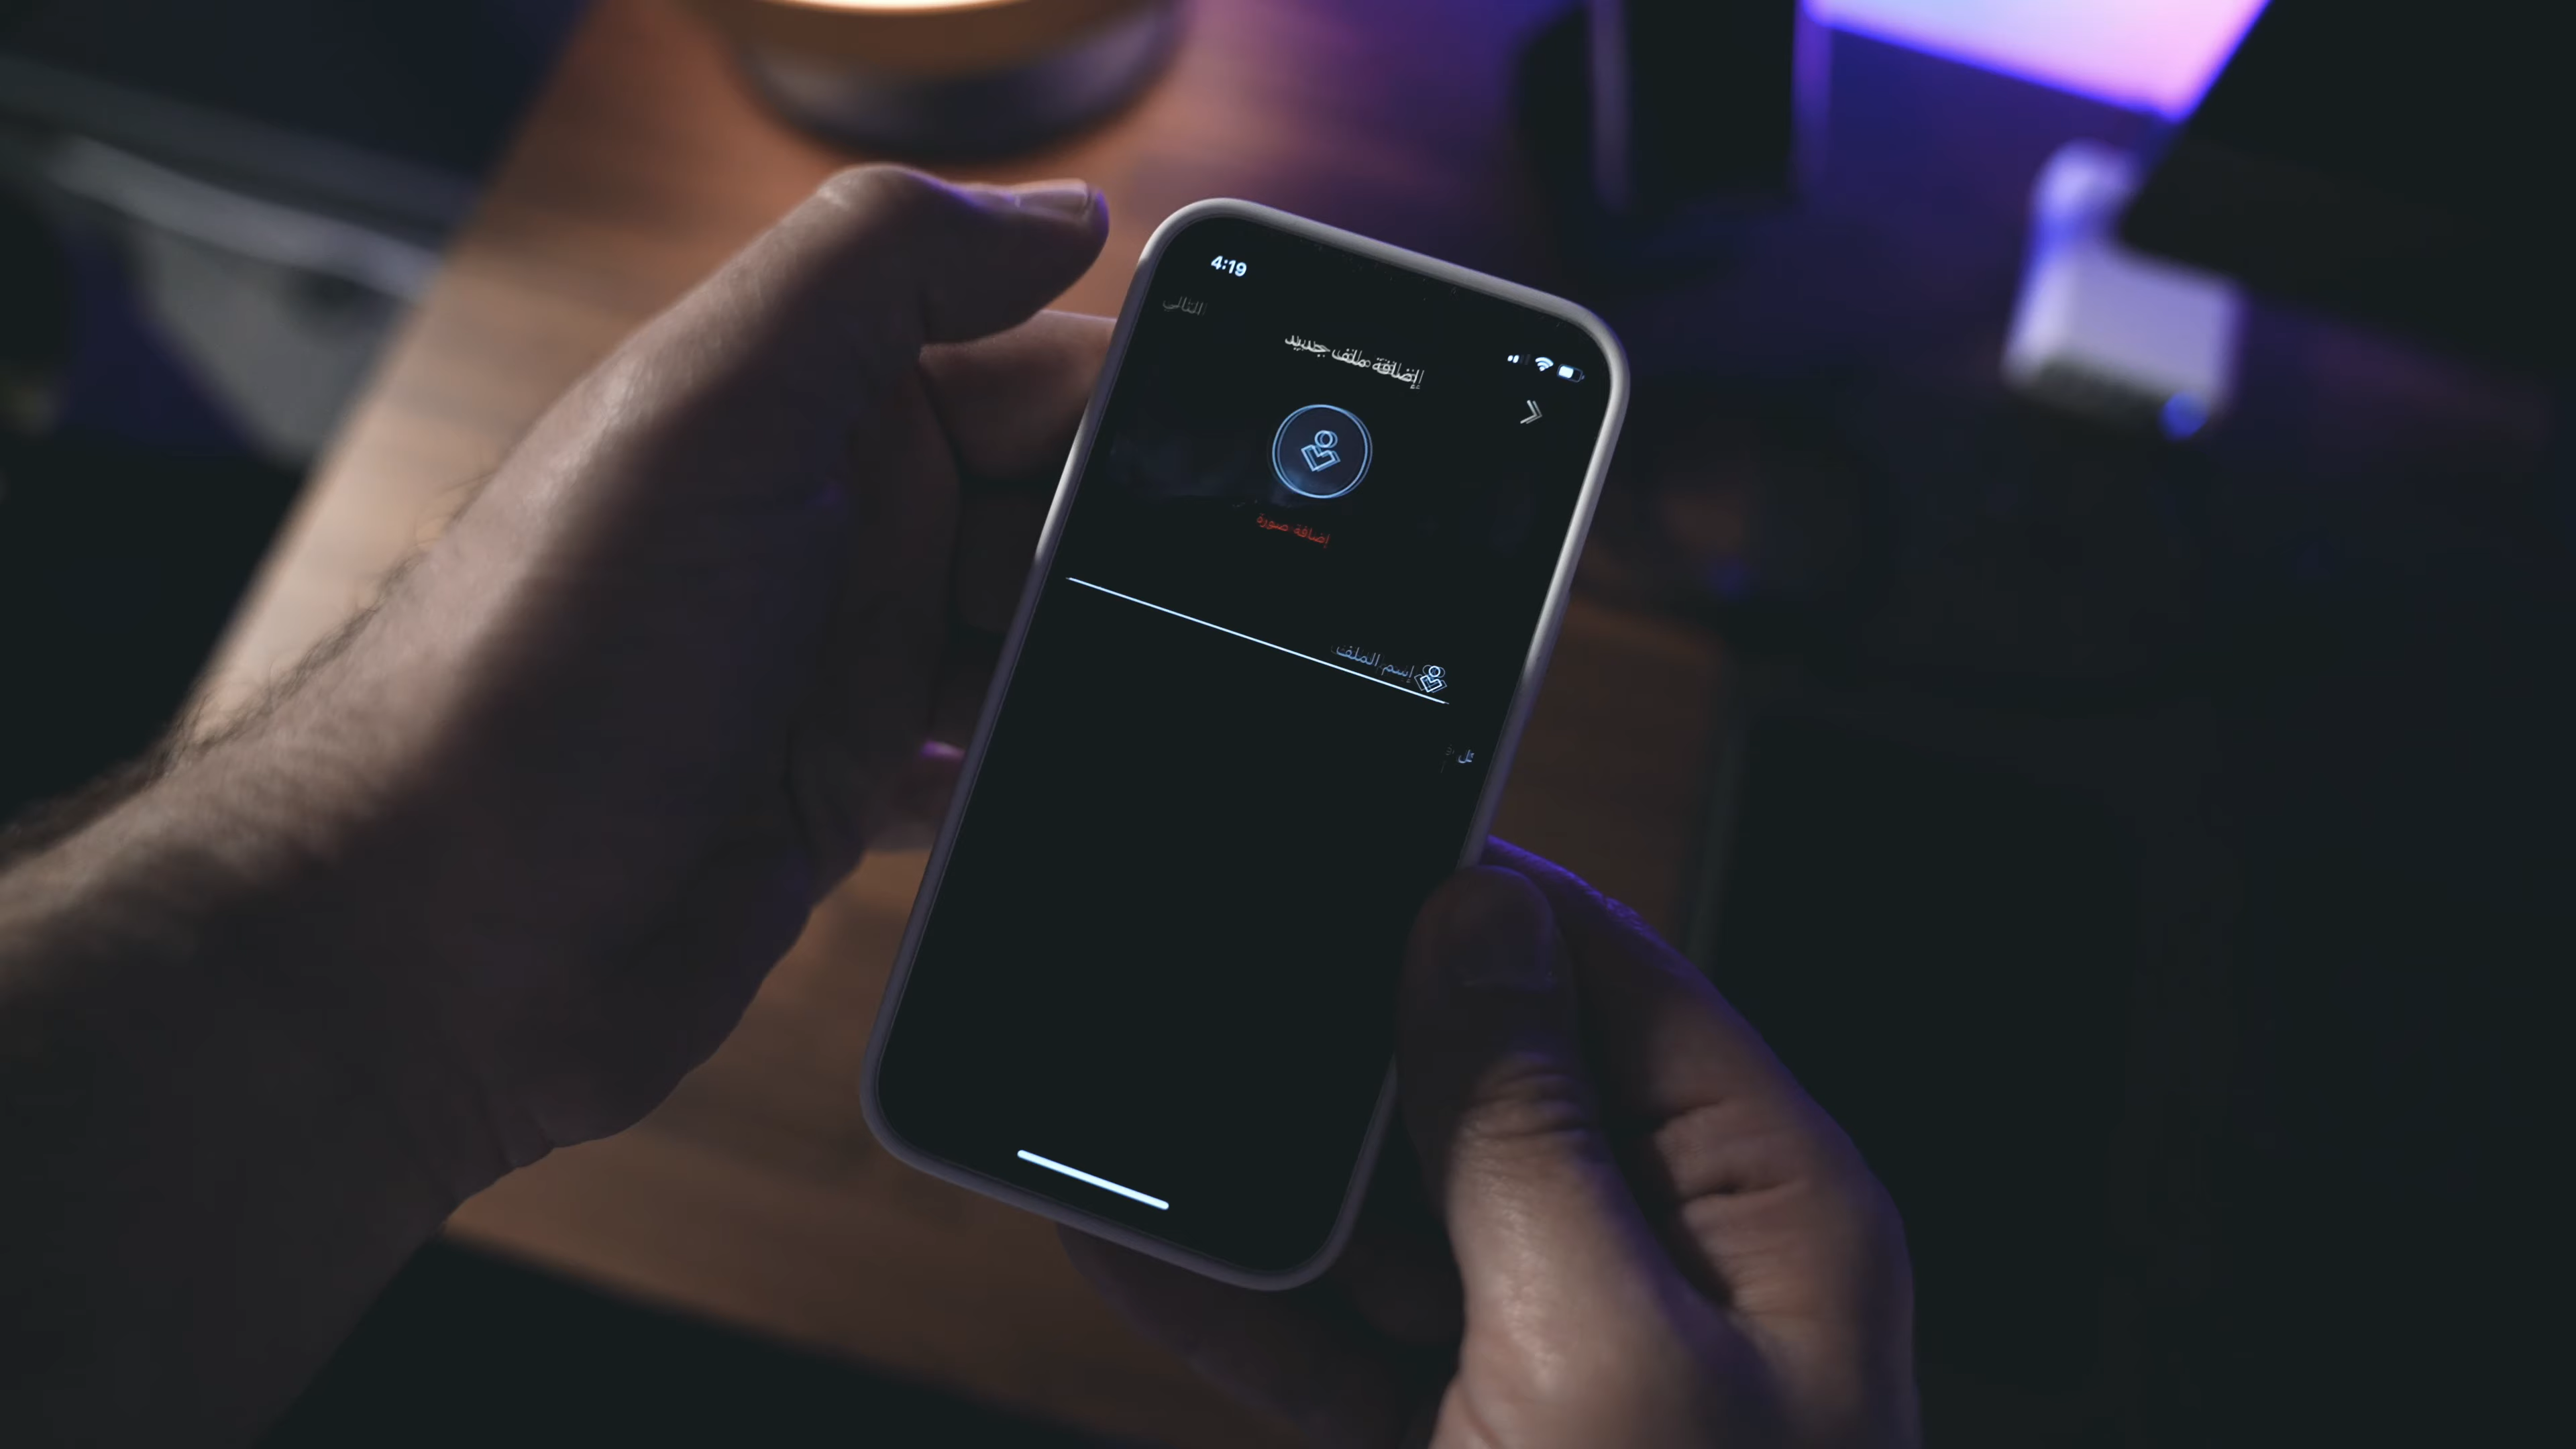 4:19
التالي
إضافة ملف جديد
إضافة صورة
إسم الملف